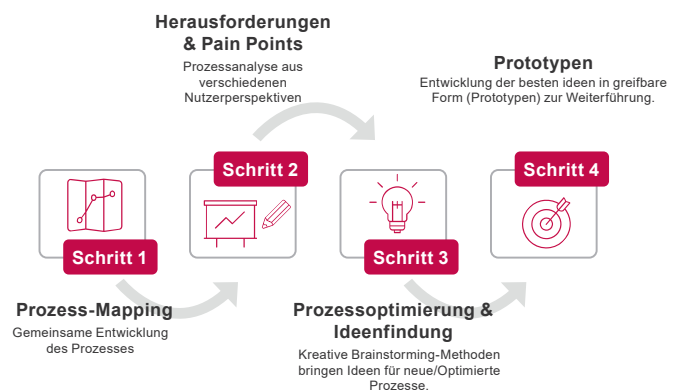 Herausforderungen
& Pain Points
Prozessanalyse aus
verschiedenen
Nutzerperspektiven
Prototypen
Entwicklung der besten ideen in greifbare
Form (Prototypen) zur Weiterführung.
Schritt 2
Schritt 4
Schritt 1
Schritt 3
Prozess-Mapping
Gemeinsame Entwicklung
des Prozesses
Prozessoptimierung &
Ideenfindung
Kreative Brainstorming-Methoden
bringen Ideen für neue/Optimierte
Prozesse.